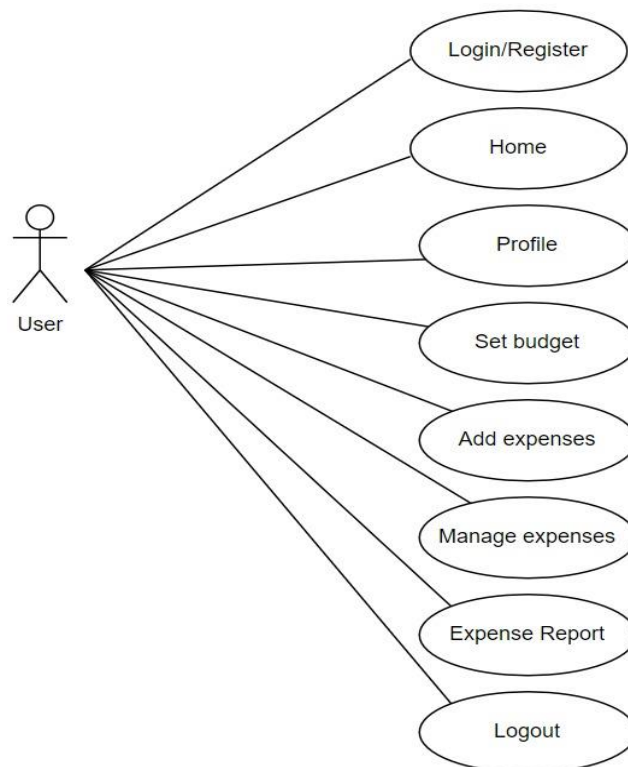 Login/Register
Home
Profile
User
Set budget
Add expenses
Manage expenses
Expense Report
Logout